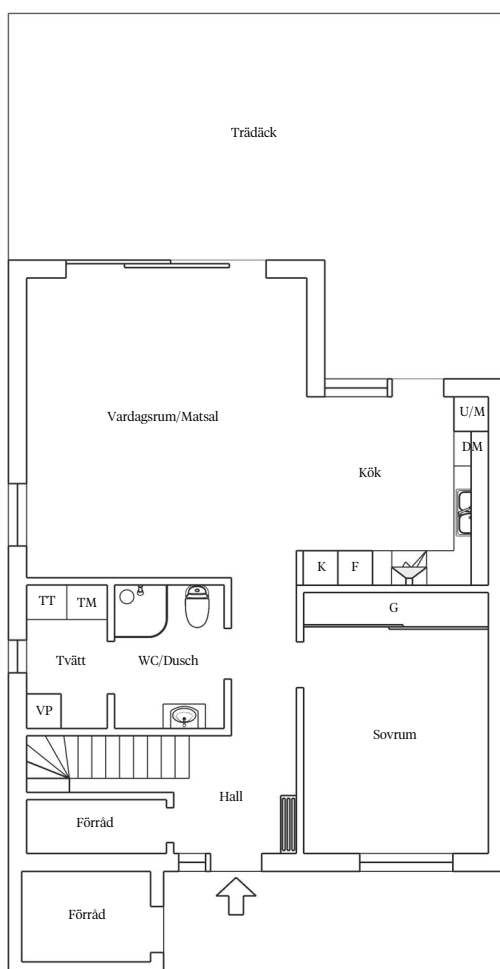 Trädäck
Vardagsrum/Matsal
U/M
DM
Kök
K
F
TT
TM
G
Tvätt
WC/Dusch
VP
Sovrum
Hall
Förråd
Förråd